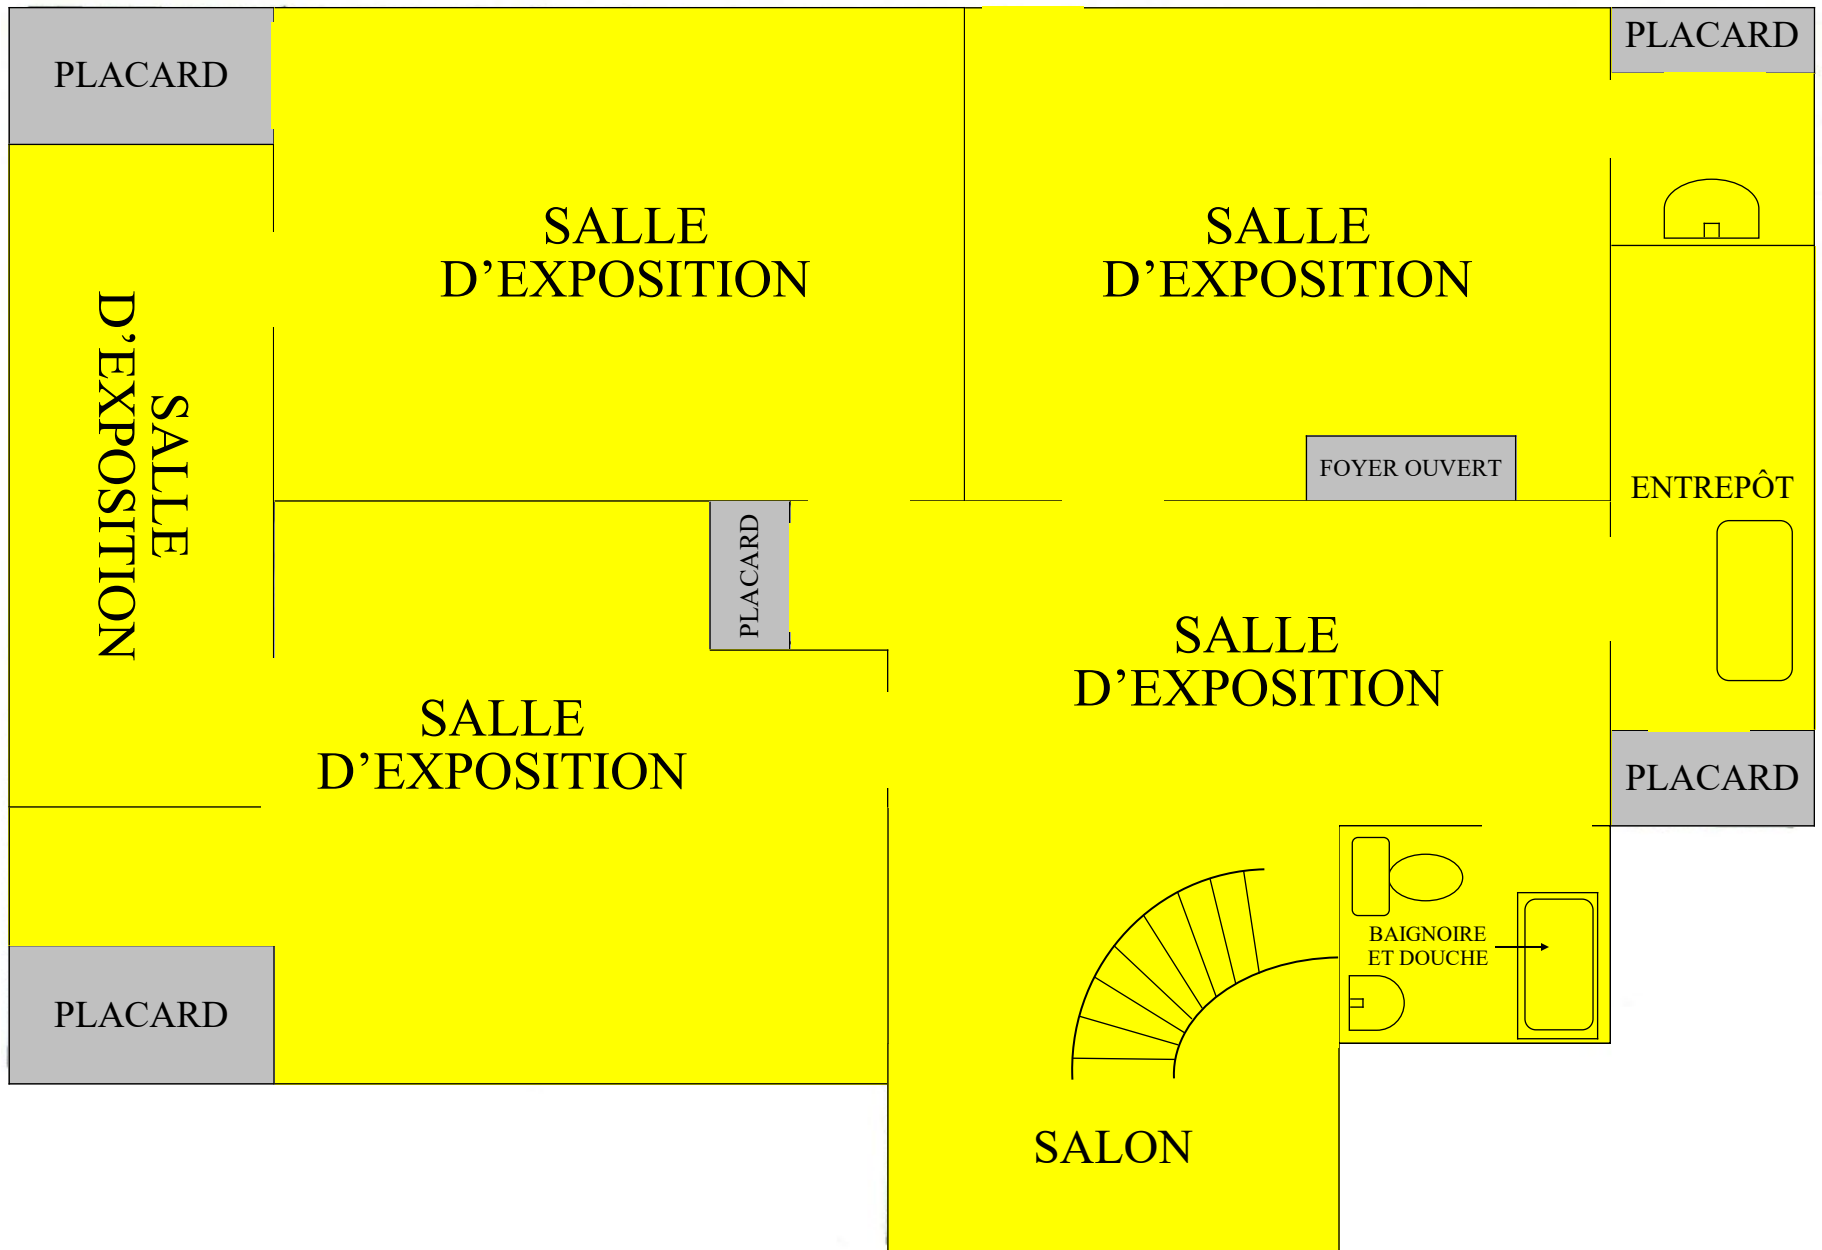 PLACARD
PLACARD
SALLE
D’EXPOSITION
SALLE
D’EXPOSITION
SALLE
D’EXPOSITION
FOYER OUVERT
ENTREPÔT
PLACARD
SALLE
D’EXPOSITION
SALLE
D’EXPOSITION
PLACARD
BAIGNOIRE
ET DOUCHE
PLACARD
SALON